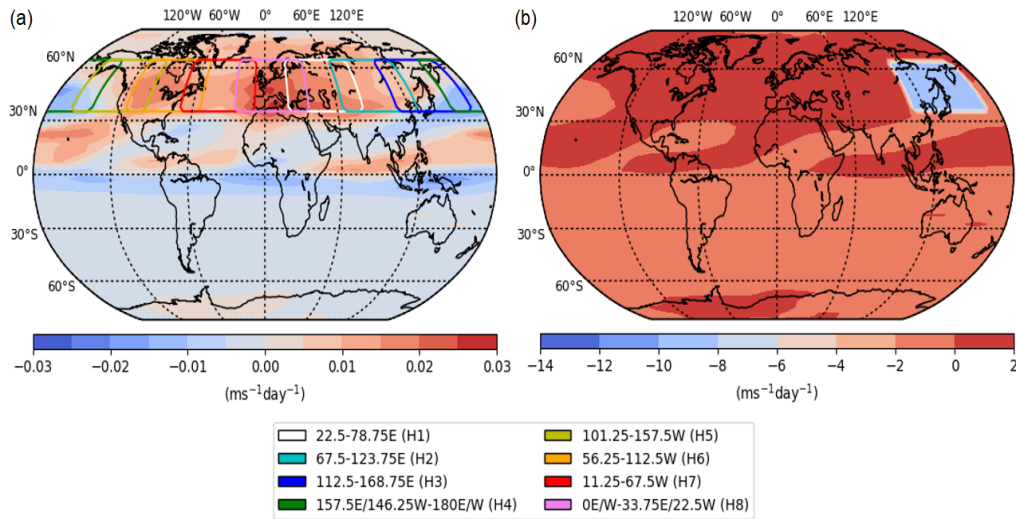 (a)
120°W 60°W 0° 60°E 120°E
60°N
30°N
0°
30°S
60°S
−0.03 −0.02 −0.01 0.00 0.01 0.02 0.03
(ms⁻¹day⁻¹)
(b)
120°W 60°W 0° 60°E 120°E
60°N
30°N
0°
30°S
60°S
−14 −12 −10 −8 −6 −4 −2 0 2
(ms⁻¹day⁻¹)
22.5-78.75E (H1)
67.5-123.75E (H2)
112.5-168.75E (H3)
157.5E/146.25W-180E/W (H4)
101.25-157.5W (H5)
56.25-112.5W (H6)
11.25-67.5W (H7)
0E/W-33.75E/22.5W (H8)